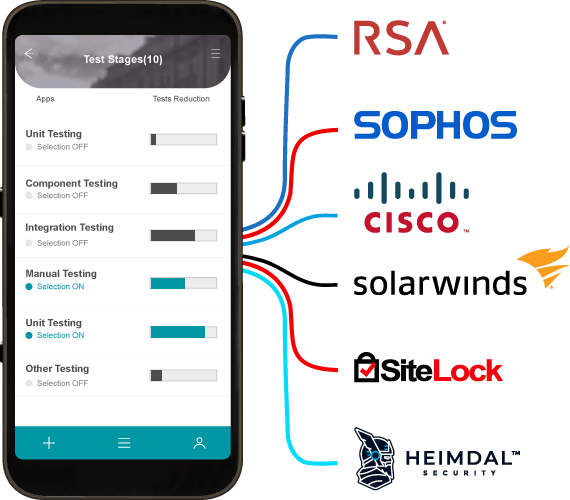 Test Stages(10)
Apps
Tests Reduction
Unit Testing
Selection OFF
Component Testing
Selection OFF
Integration Testing
Selection OFF
Manual Testing
Selection ON
Unit Testing
Selection ON
Other Testing
Selection OFF
RSA
SOPHOS
CISCO™
solarwinds
SiteLock
HEIMDAL™
SECURITY